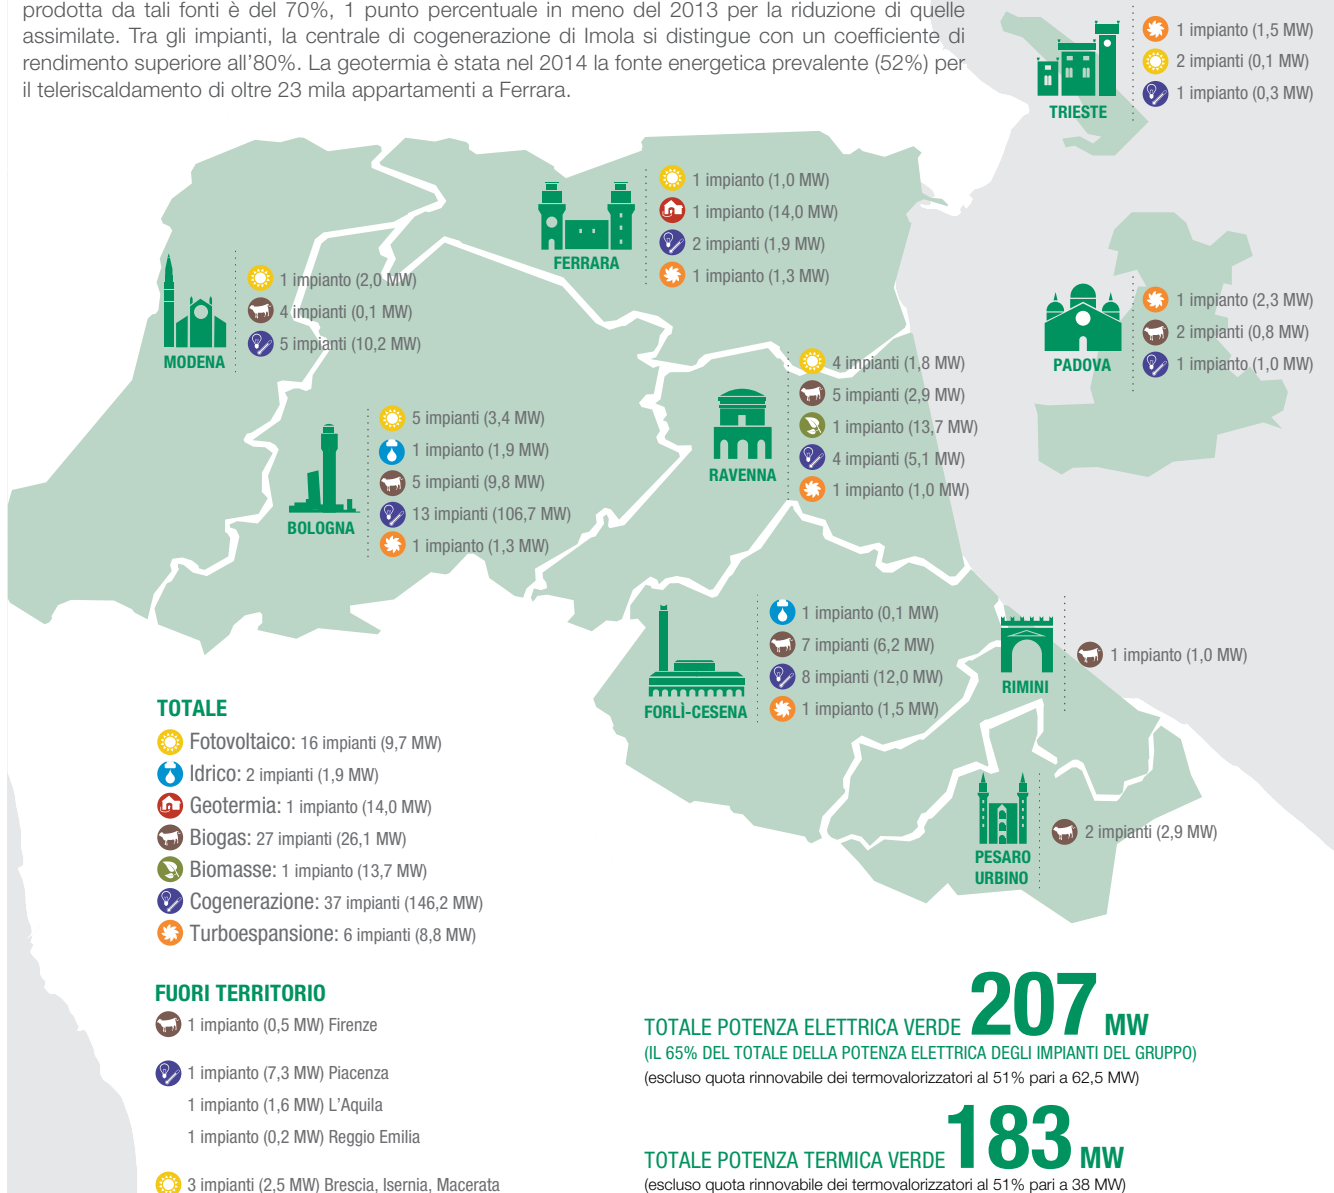 prodotta da tali fonti è del 70%, 1 punto percentuale in meno del 2013 per la riduzione di quelle
assimilate. Tra gli impianti, la centrale di cogenerazione di Imola si distingue con un coefficiente di
rendimento superiore all'80%. La geotermia è stata nel 2014 la fonte energetica prevalente (52%) per
il teleriscaldamento di oltre 23 mila appartamenti a Ferrara.
1 impianto (1,5 MW)
2 impianti (0,1 MW)
1 impianto (0,3 MW)
TRIESTE
1 impianto (1,0 MW)
1 impianto (14,0 MW)
2 impianti (1,9 MW)
1 impianto (1,3 MW)
FERRARA
1 impianto (2,0 MW)
4 impianti (0,1 MW)
5 impianti (10,2 MW)
MODENA
1 impianto (2,3 MW)
2 impianti (0,8 MW)
1 impianto (1,0 MW)
PADOVA
4 impianti (1,8 MW)
5 impianti (2,9 MW)
1 impianto (13,7 MW)
4 impianti (5,1 MW)
1 impianto (1,0 MW)
RAVENNA
5 impianti (3,4 MW)
1 impianto (1,9 MW)
5 impianti (9,8 MW)
13 impianti (106,7 MW)
1 impianto (1,3 MW)
BOLOGNA
1 impianto (0,1 MW)
7 impianti (6,2 MW)
8 impianti (12,0 MW)
1 impianto (1,5 MW)
FORLÌ-CESENA
1 impianto (1,0 MW)
RIMINI
2 impianti (2,9 MW)
PESARO
URBINO
TOTALE
Fotovoltaico: 16 impianti (9,7 MW)
Idrico: 2 impianti (1,9 MW)
Geotermia: 1 impianto (14,0 MW)
Biogas: 27 impianti (26,1 MW)
Biomasse: 1 impianto (13,7 MW)
Cogenerazione: 37 impianti (146,2 MW)
Turboespansione: 6 impianti (8,8 MW)
FUORI TERRITORIO
1 impianto (0,5 MW) Firenze
1 impianto (7,3 MW) Piacenza
1 impianto (1,6 MW) L'Aquila
1 impianto (0,2 MW) Reggio Emilia
3 impianti (2,5 MW) Brescia, Isernia, Macerata
TOTALE POTENZA ELETTRICA VERDE 207 MW
(IL 65% DEL TOTALE DELLA POTENZA ELETTRICA DEGLI IMPIANTI DEL GRUPPO)
(escluso quota rinnovabile dei termovalorizzatori al 51% pari a 62,5 MW)
TOTALE POTENZA TERMICA VERDE 183 MW
(escluso quota rinnovabile dei termovalorizzatori al 51% pari a 38 MW)